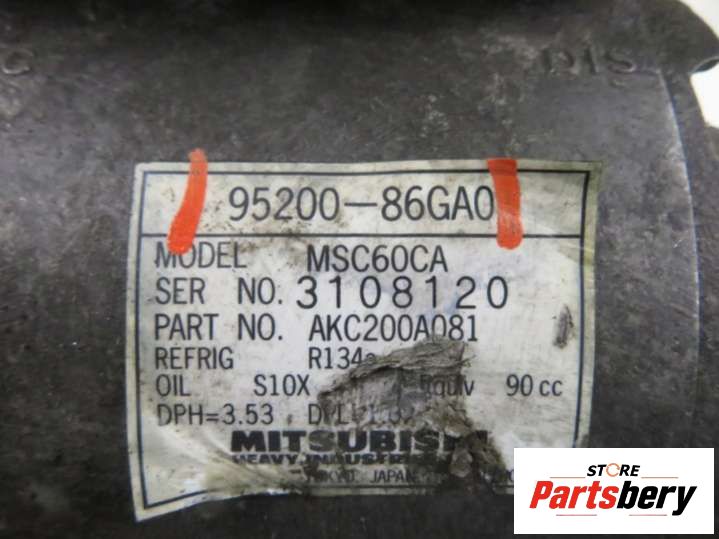 DIS
95200-86GA0
MODEL MSC60CA
SER NO. 3108120
PART NO. AKC200A081
REFRIG R134a
OIL S10X 90 cc
DPH=3.53
MITSUBISHI
HEAVY INDUSTRIES
TOKYO JAPAN
STORE
Partsbery